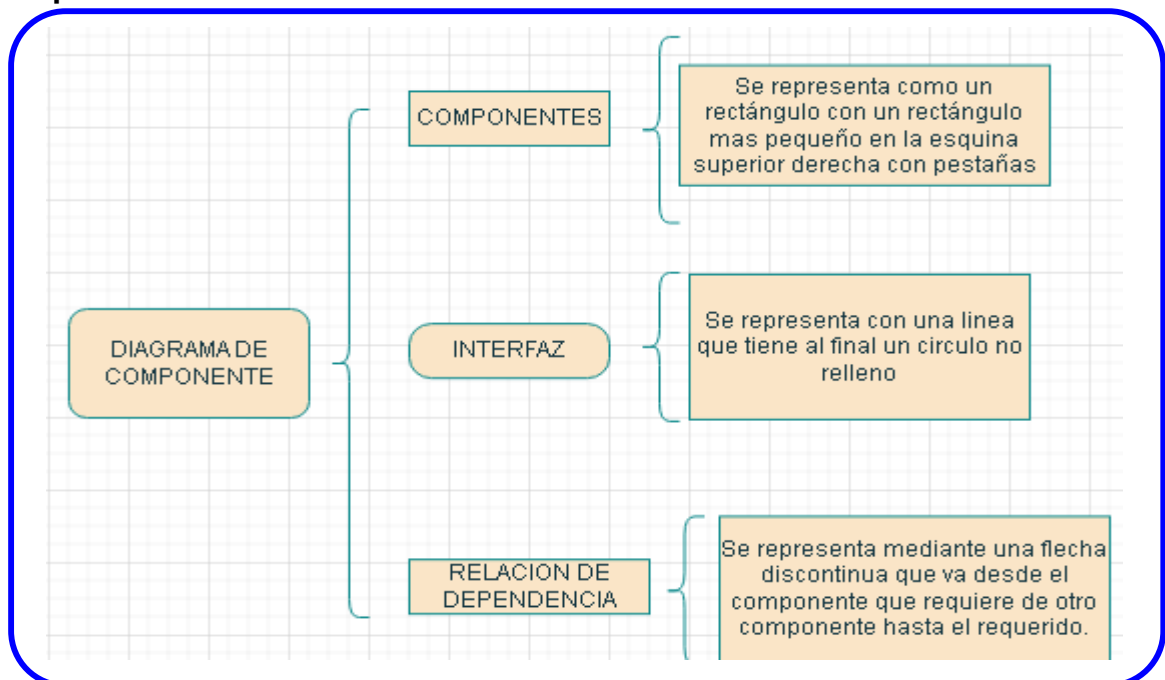 COMPONENTES
Se representa como un
rectángulo con un rectángulo
mas pequeño en la esquina
superior derecha con pestañas
DIAGRAMA DE
COMPONENTE
INTERFAZ
Se representa con una linea
que tiene al final un circulo no
relleno
RELACION DE
DEPENDENCIA
Se representa mediante una flecha
discontinua que va desde el
componente que requiere de otro
componente hasta el requerido.